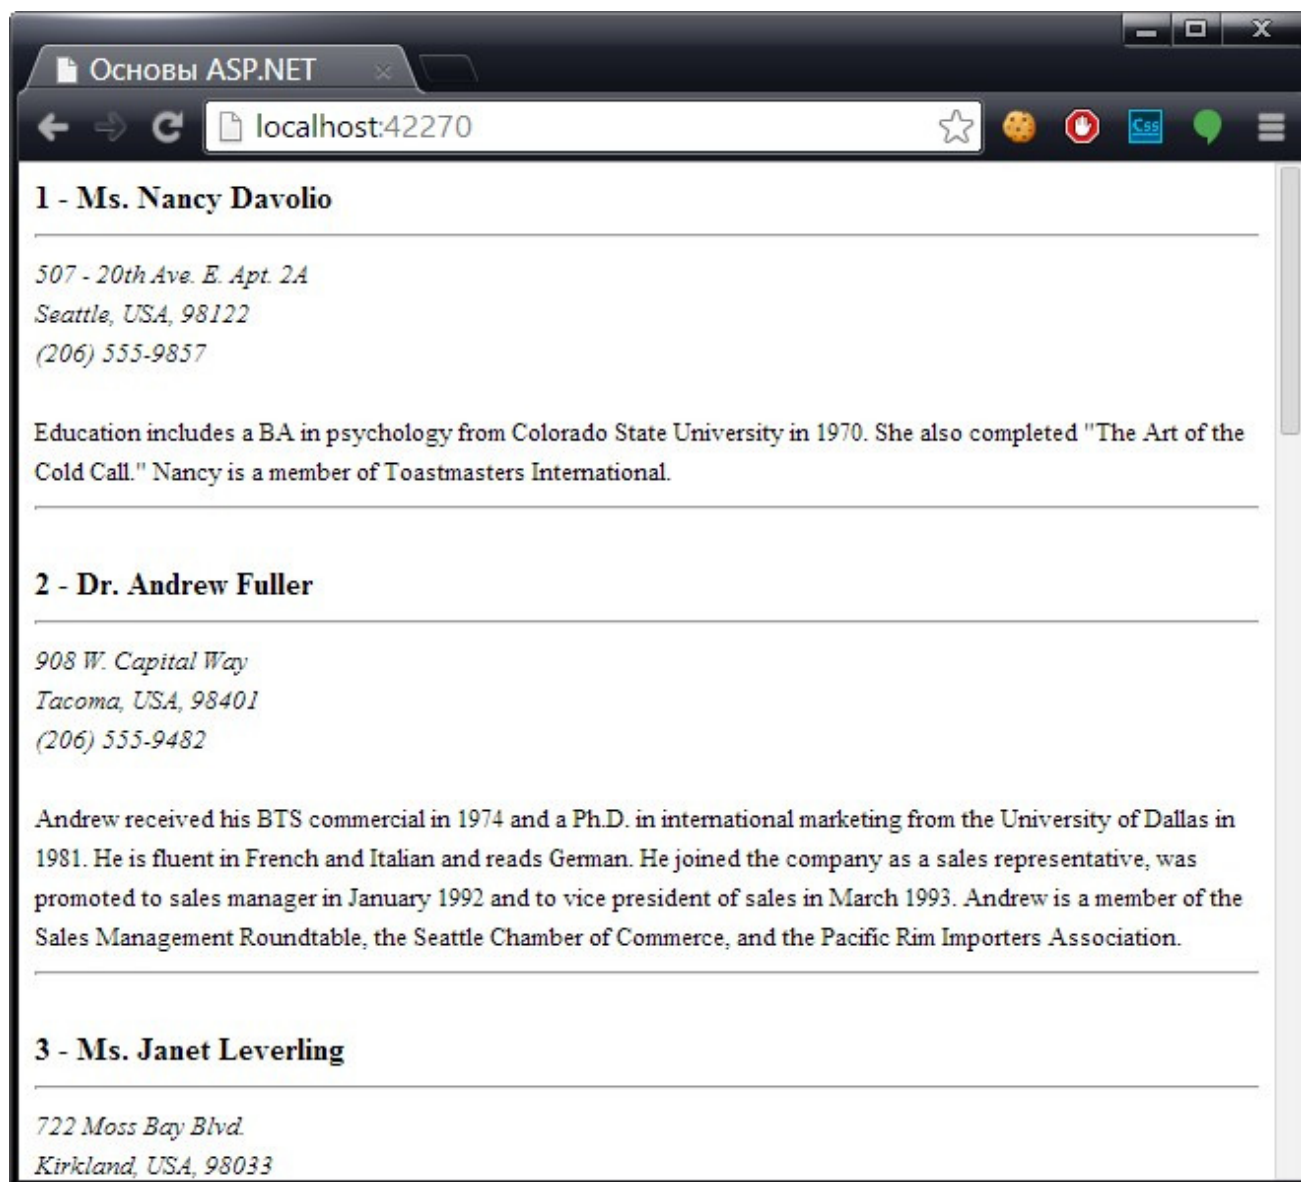 Основы ASP.NET
localhost:42270
Css
1 - Ms. Nancy Davolio
507 - 20th Ave. E. Apt. 2A
Seattle, USA, 98122
(206) 555-9857
Education includes a BA in psychology from Colorado State University in 1970. She also completed "The Art of the
Cold Call." Nancy is a member of Toastmasters International.
2 - Dr. Andrew Fuller
908 W. Capital Way
Tacoma, USA, 98401
(206) 555-9482
Andrew received his BTS commercial in 1974 and a Ph.D. in international marketing from the University of Dallas in
1981. He is fluent in French and Italian and reads German. He joined the company as a sales representative, was
promoted to sales manager in January 1992 and to vice president of sales in March 1993. Andrew is a member of the
Sales Management Roundtable, the Seattle Chamber of Commerce, and the Pacific Rim Importers Association.
3 - Ms. Janet Leverling
722 Moss Bay Blvd.
Kirkland, USA, 98033